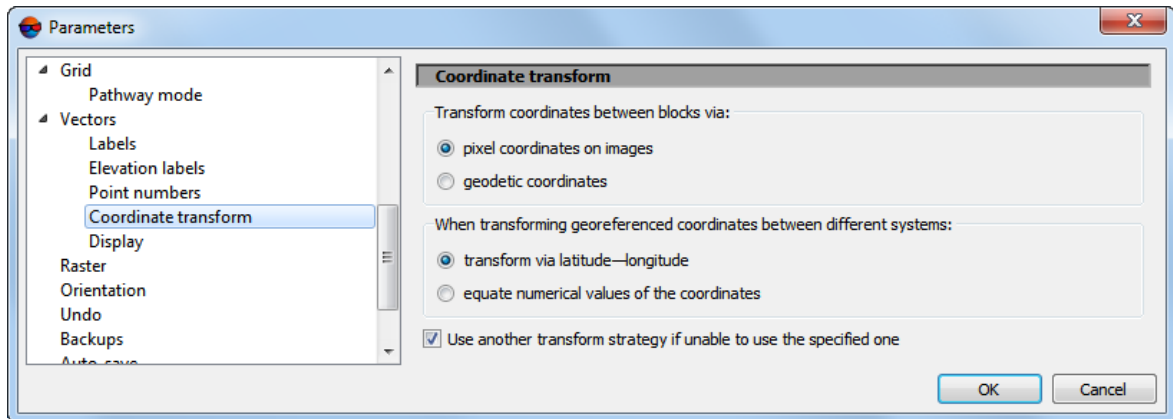 Parameters
Grid
Pathway mode
Vectors
Labels
Elevation labels
Point numbers
Coordinate transform
Display
Raster
Orientation
Undo
Backups
Auto-save
Coordinate transform
Transform coordinates between blocks via:
pixel coordinates on images
geodetic coordinates
When transforming georeferenced coordinates between different systems:
transform via latitude—longitude
equate numerical values of the coordinates
Use another transform strategy if unable to use the specified one
OK
Cancel